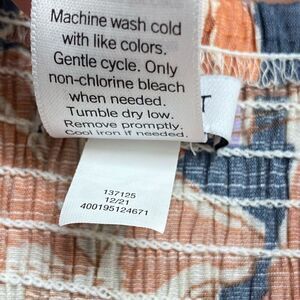 Machine wash cold
with like colors.
Gentle cycle. Only
non-chlorine bleach
when needed.
Tumble dry low.
Remove promptly.
Cool iron if needed.
T
137125
12/21
400195124671